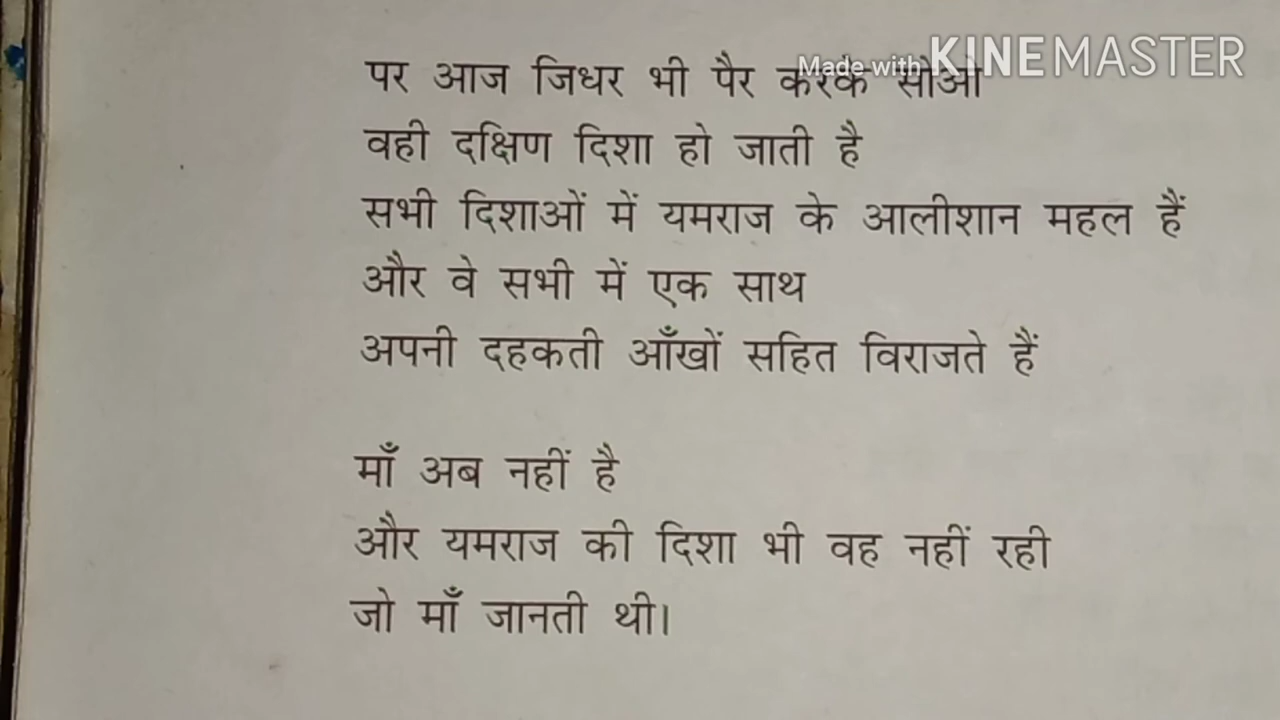 Made with KINEMASTER
पर आज जिधर भी पैर करके सोओ
वही दक्षिण दिशा हो जाती है
सभी दिशाओं में यमराज के आलीशान महल हैं
और वे सभी में एक साथ
अपनी दहकती आँखों सहित विराजते हैं
माँ अब नहीं है
और यमराज की दिशा भी वह नहीं रही
जो माँ जानती थी।